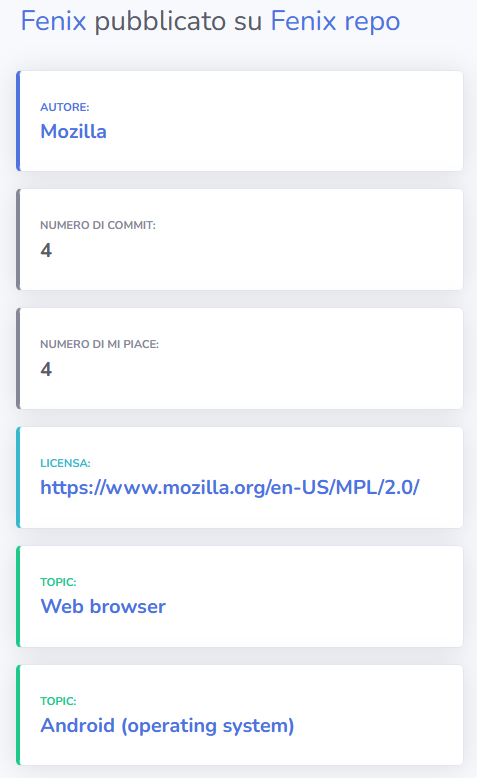 Fenix pubblicato su Fenix repo
AUTORE:
Mozilla
NUMERO DI COMMIT:
4
NUMERO DI MI PIACE:
4
LICENSA:
https://www.mozilla.org/en-US/MPL/2.0/
TOPIC:
Web browser
TOPIC:
Android (operating system)